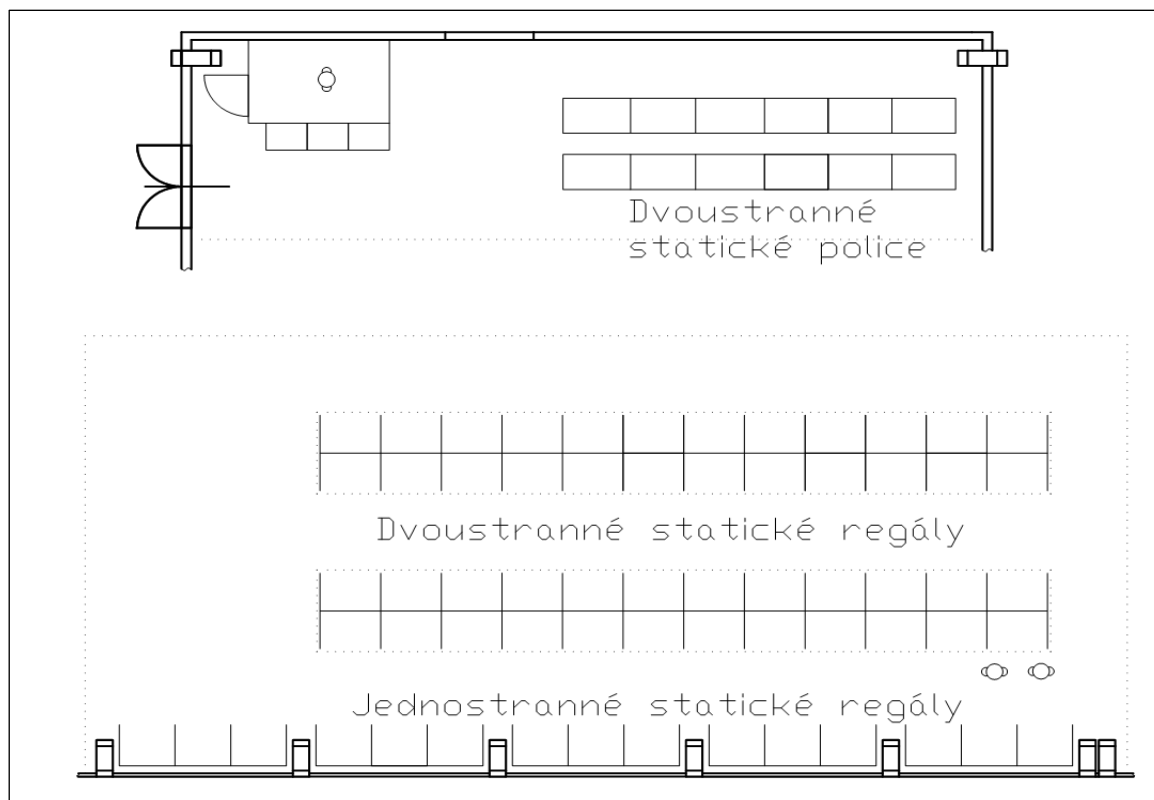 Dvoustranné
statické police
Dvoustranné statické regály
Jednostranné statické regály